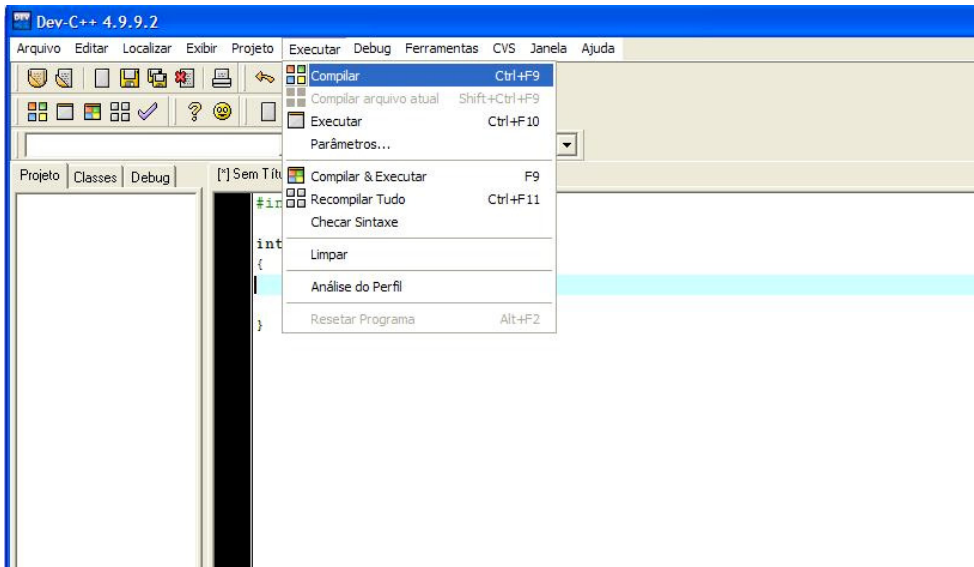 Dev-C++ 4.9.9.2
Arquivo Editar Localizar Exibir Projeto Executar Debug Ferramentas CVS Janela Ajuda
Compilar Ctrl+F9
Compilar arquivo atual Shift+Ctrl+F9
Executar Ctrl+F10
Parâmetros...
Compilar & Executar F9
Recompilar Tudo Ctrl+F11
Checar Sintaxe
Limpar
Análise do Perfil
Resetar Programa Alt+F2
Projeto Classes Debug
[*] Sem Títu
#in
int
{
}